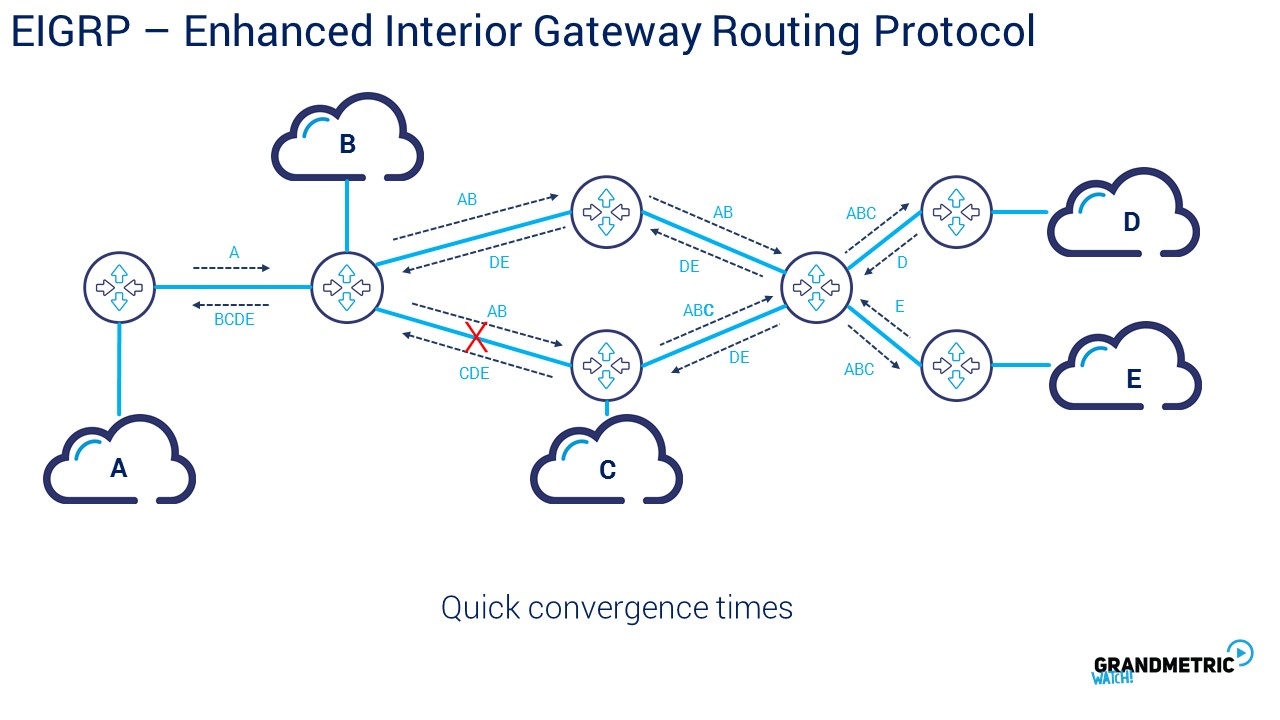 EIGRP – Enhanced Interior Gateway Routing Protocol
B
AB
AB
ABC
D
A
DE
DE
D
BCDE
AB
ABC
E
CDE
DE
ABC
E
A
C
Quick convergence times
GRANDMETRIC
WATCH!